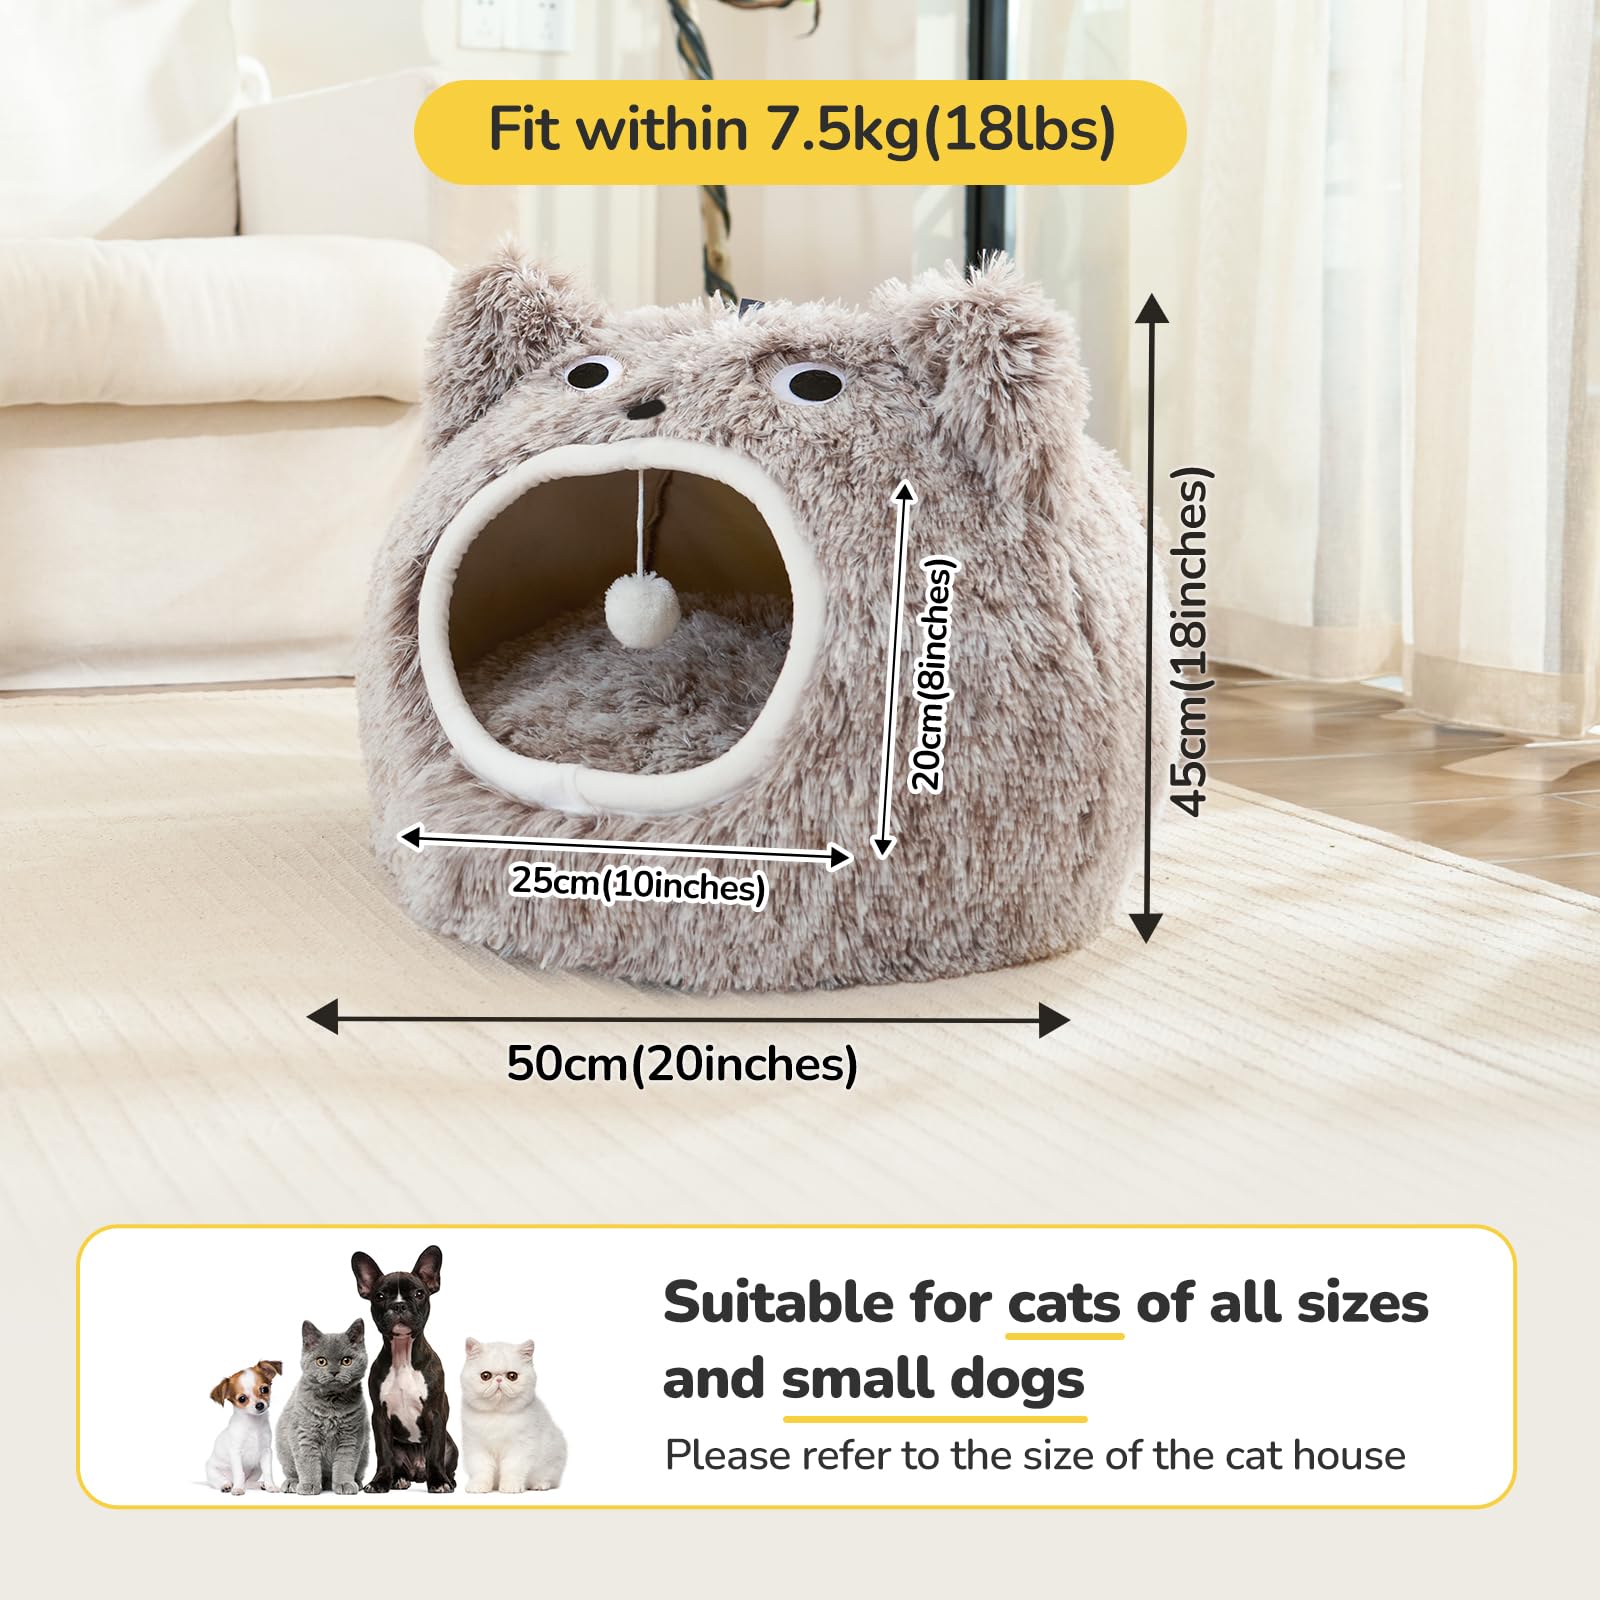 Fit within 7.5kg(18lbs)
20cm(8inches)
45cm(18inches)
25cm(10inches)
50cm(20inches)
Suitable for cats of all sizes
and small dogs
Please refer to the size of the cat house